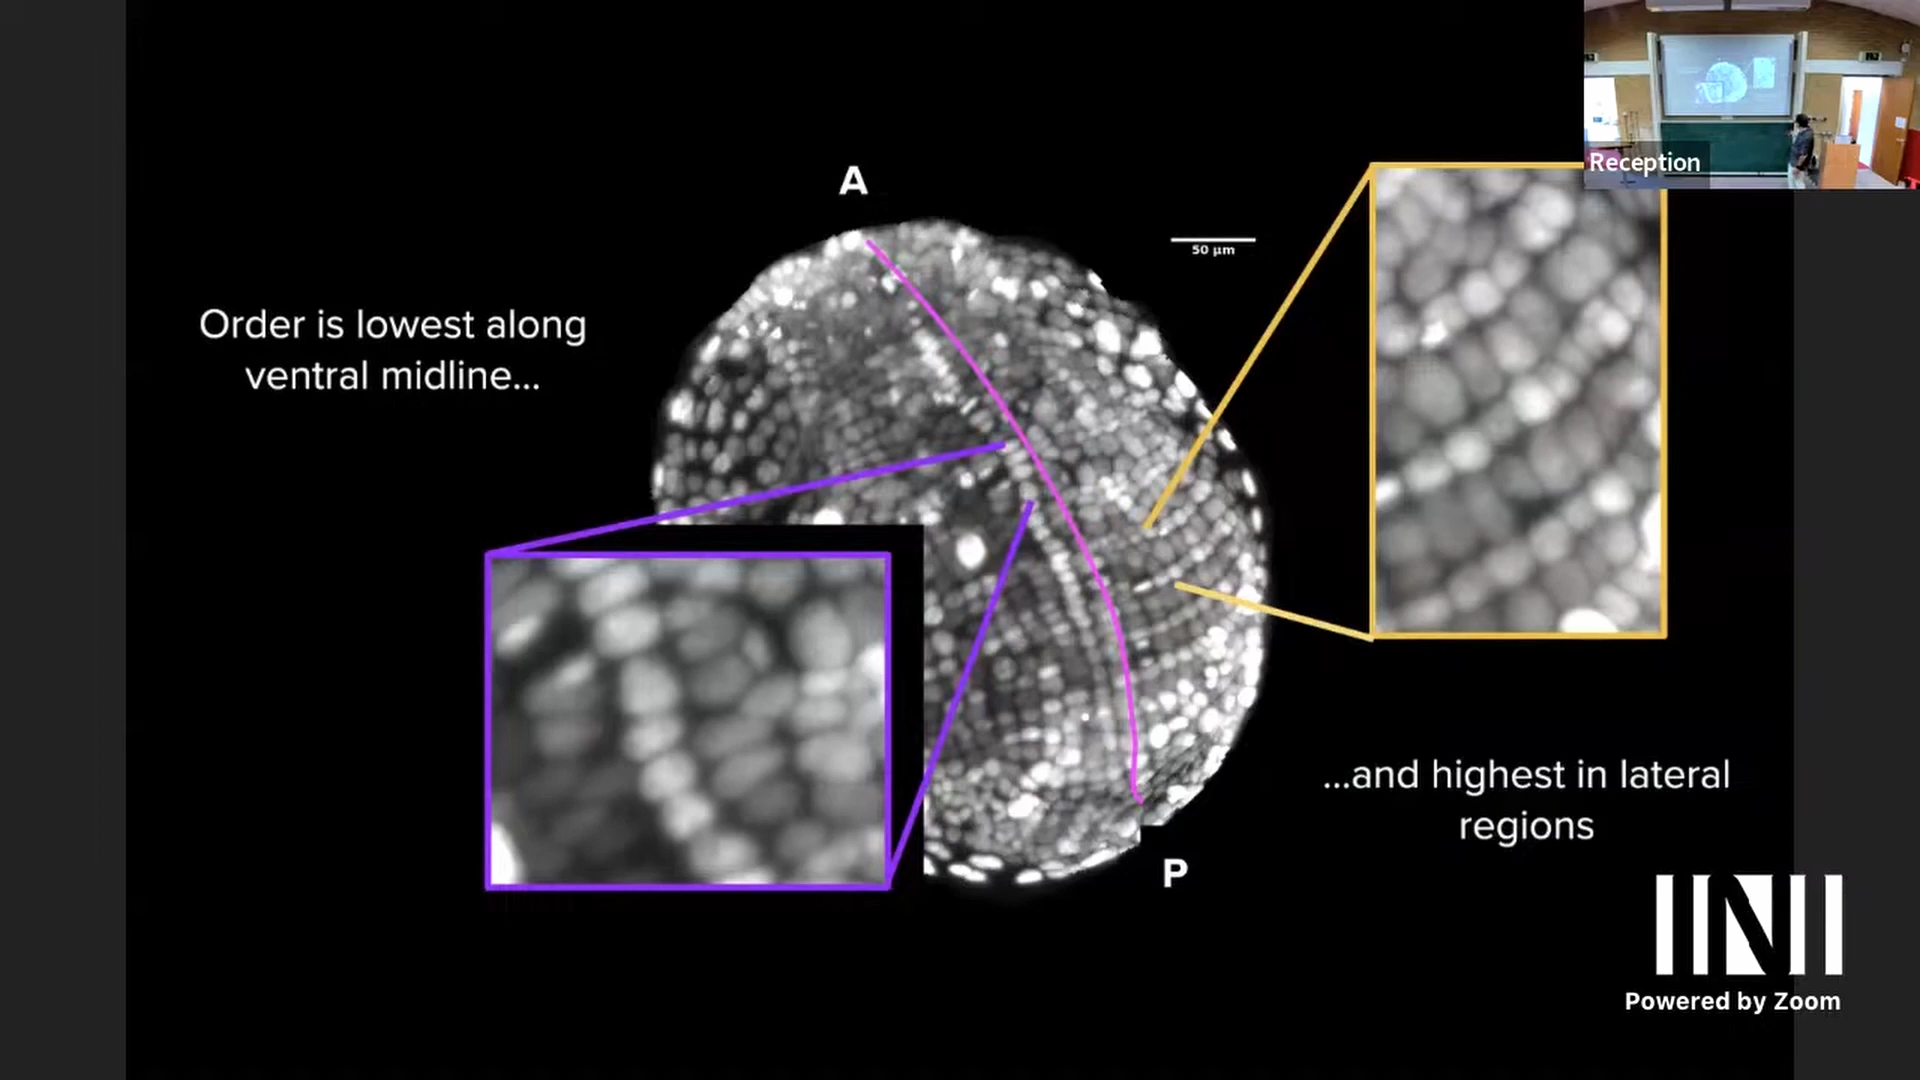 Reception
A
50 µm
Order is lowest along
ventral midline...
...and highest in lateral
regions
P
INI
Powered by Zoom